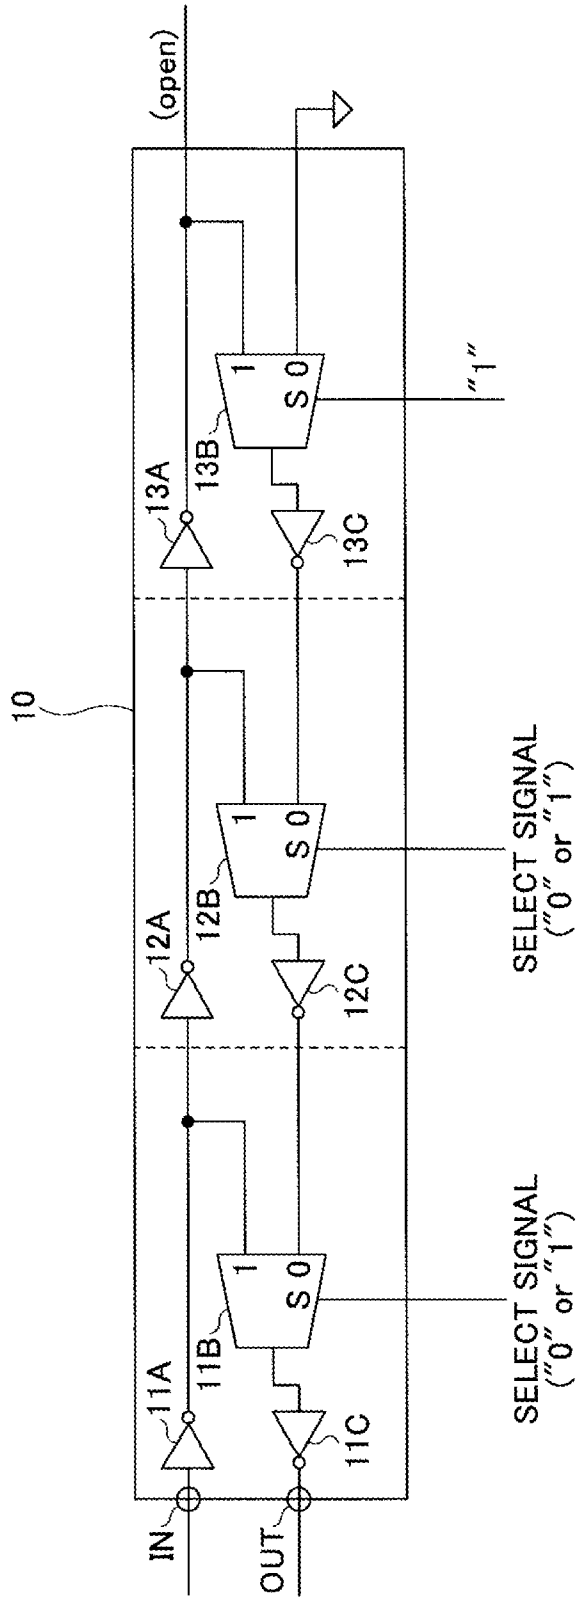 10
(open)
IN
11A
12A
13A
11B
1
S 0
12B
1
S 0
13B
1
S 0
OUT
11C
12C
13C
SELECT SIGNAL
("0" or "1")
SELECT SIGNAL
("0" or "1")
"1"